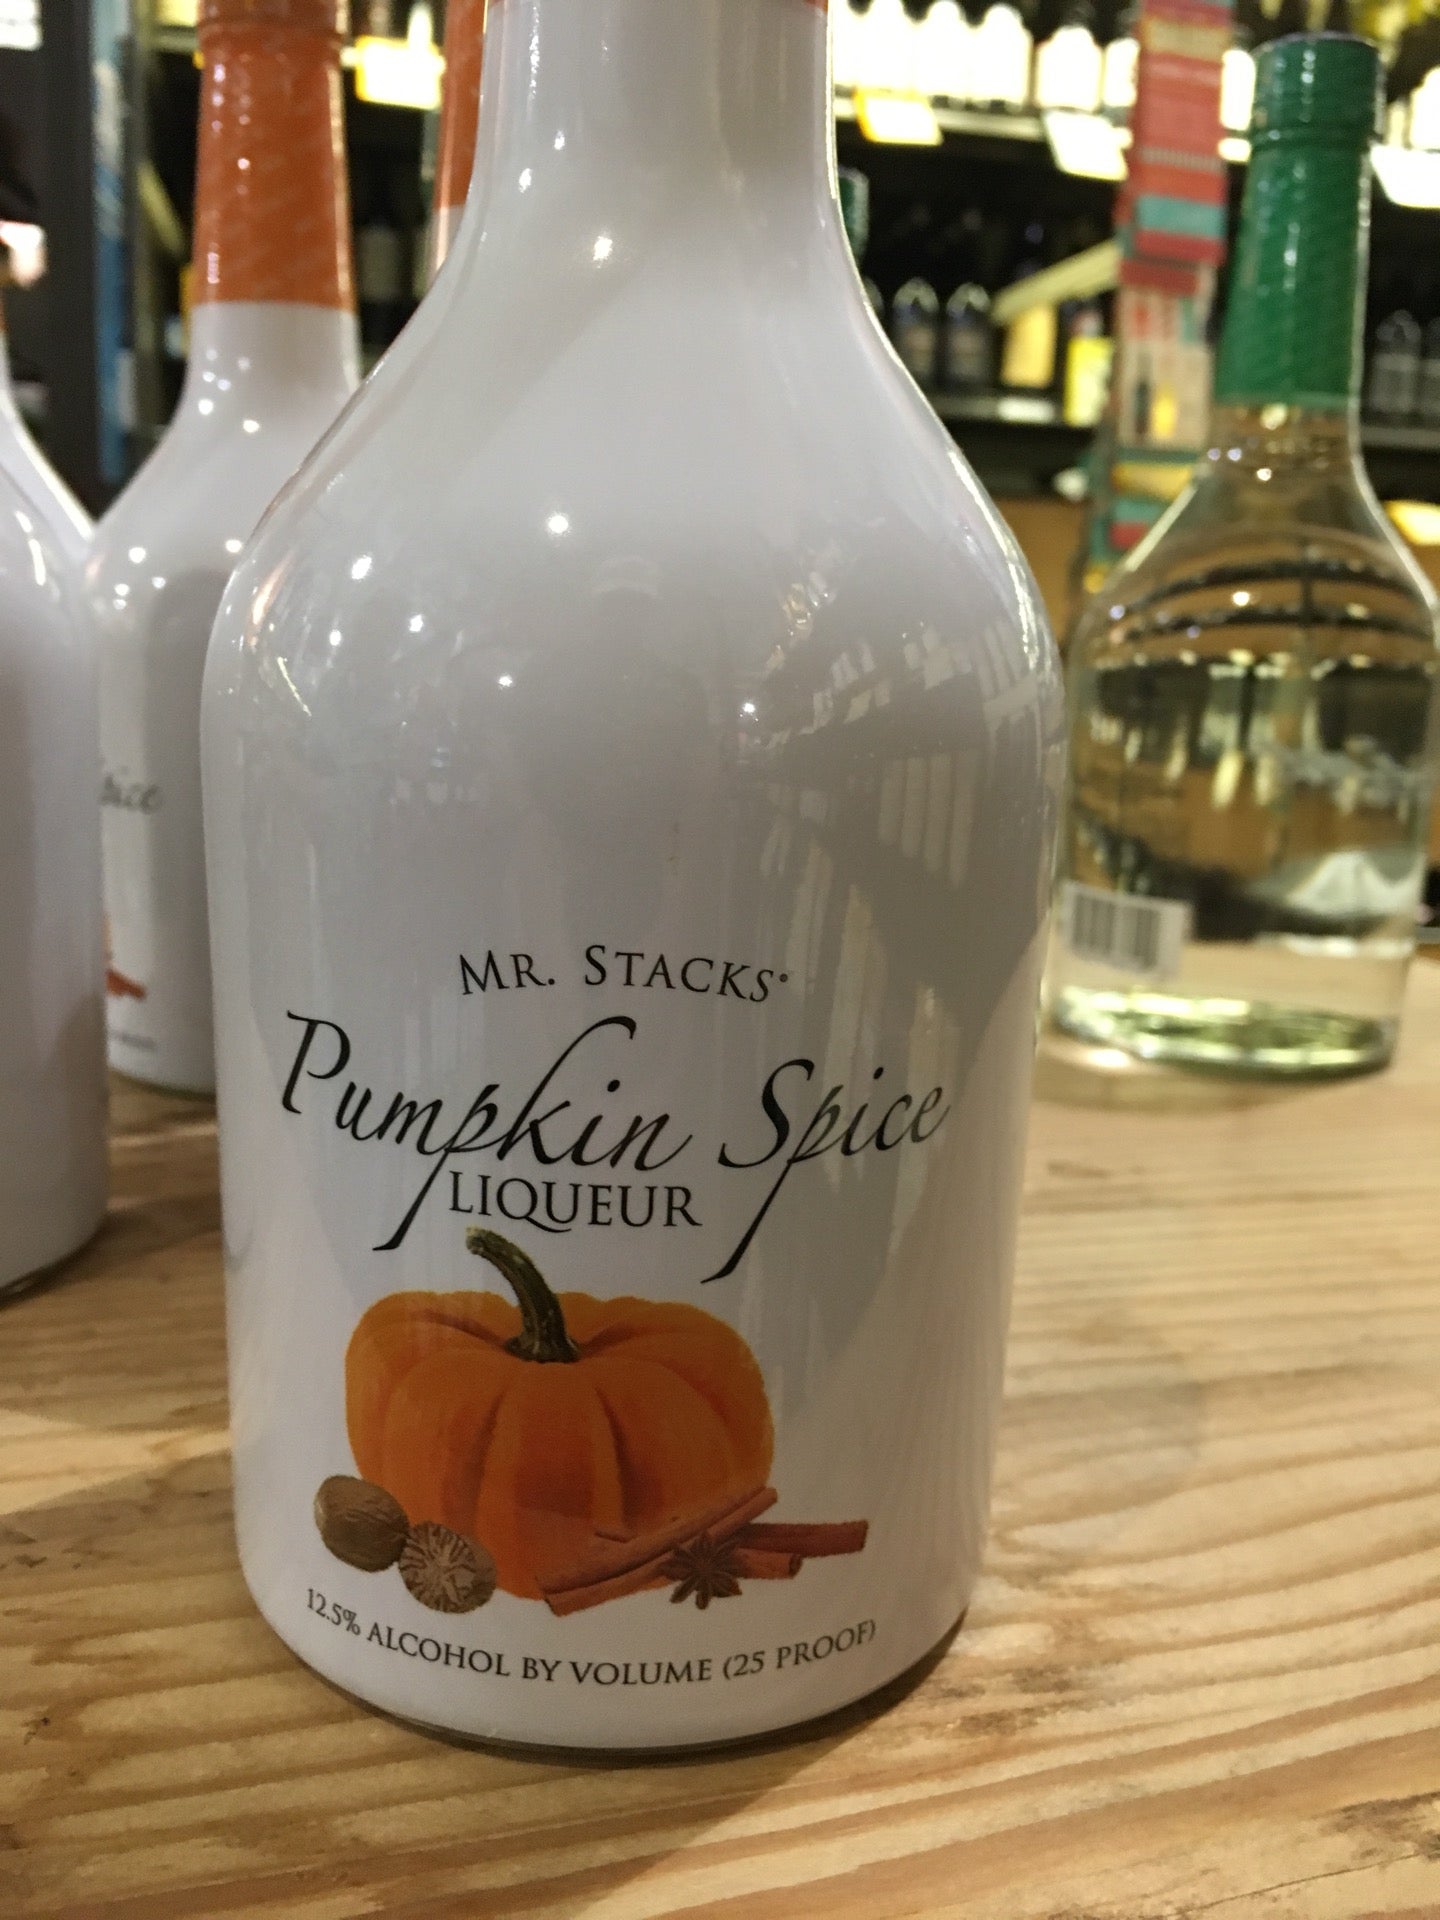 MR. STACKS
Pumpkin Spice
LIQUEUR
12.5% ALCOHOL BY VOLUME (25 PROOF)